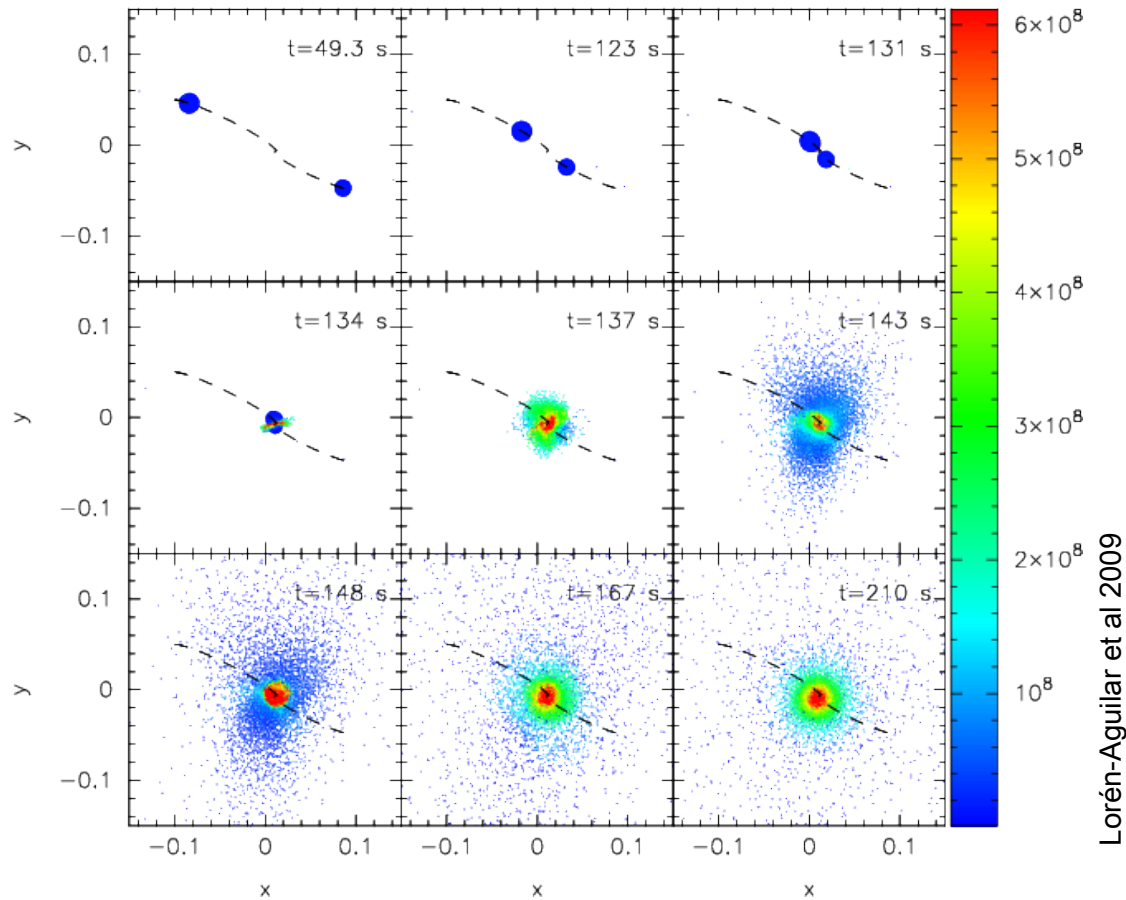 t=49.3 s
t=123 s
t=131 s
0.1
0
−0.1
y
t=134 s
t=137 s
t=143 s
0.1
0
−0.1
y
t=148 s
t=167 s
t=210 s
0.1
0
−0.1
y
−0.1 0 0.1
−0.1 0 0.1
−0.1 0 0.1
x
x
x
6×10⁸
5×10⁸
4×10⁸
3×10⁸
2×10⁸
10⁸
Lorén-Aguilar et al 2009